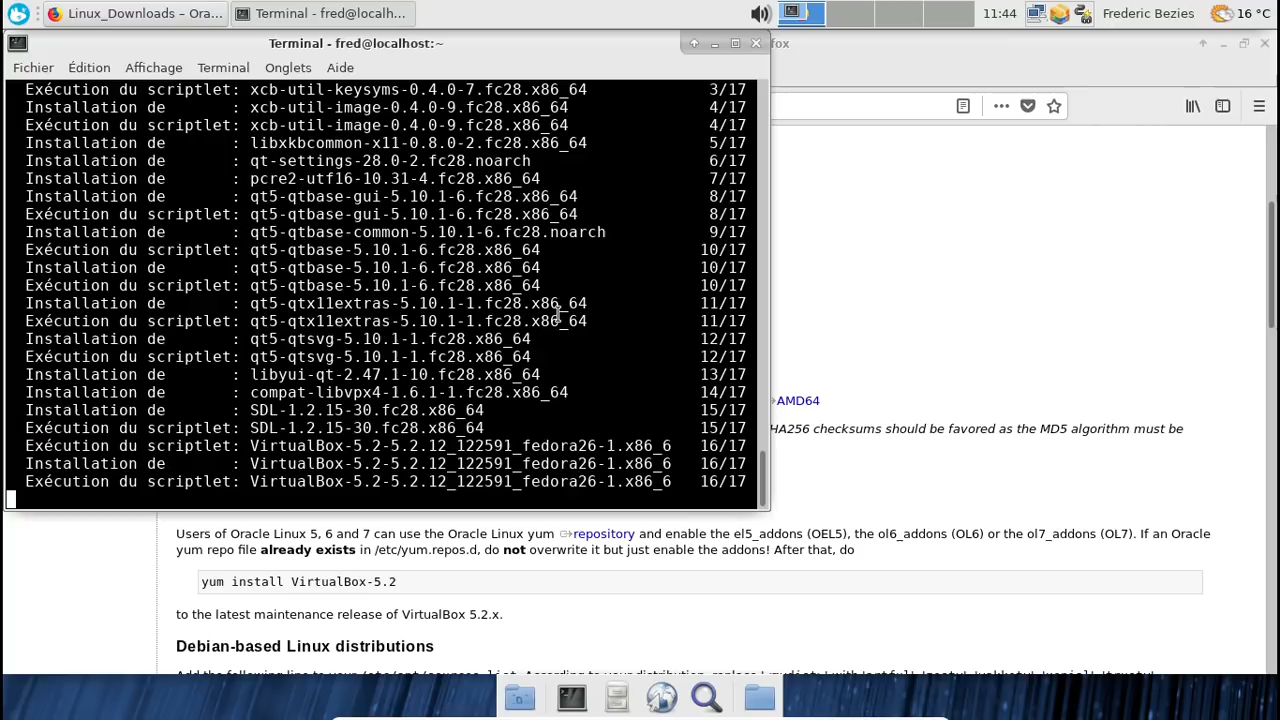 Linux_Downloads – Ora...
Terminal - fred@localh...
11:44
Frederic Bezies
16 °C
Terminal - fred@localhost:~
fox
Fichier Édition Affichage Terminal Onglets Aide
Exécution du scriptlet: xcb-util-keysyms-0.4.0-7.fc28.x86_64 3/17
Installation de : xcb-util-image-0.4.0-9.fc28.x86_64 4/17
Exécution du scriptlet: xcb-util-image-0.4.0-9.fc28.x86_64 4/17
Installation de : libxkbcommon-x11-0.8.0-2.fc28.x86_64 5/17
Installation de : qt-settings-28.0-2.fc28.noarch 6/17
Installation de : pcre2-utf16-10.31-4.fc28.x86_64 7/17
Installation de : qt5-qtbase-gui-5.10.1-6.fc28.x86_64 8/17
Exécution du scriptlet: qt5-qtbase-gui-5.10.1-6.fc28.x86_64 8/17
Installation de : qt5-qtbase-common-5.10.1-6.fc28.noarch 9/17
Exécution du scriptlet: qt5-qtbase-5.10.1-6.fc28.x86_64 10/17
Installation de : qt5-qtbase-5.10.1-6.fc28.x86_64 10/17
Exécution du scriptlet: qt5-qtbase-5.10.1-6.fc28.x86_64 10/17
Installation de : qt5-qtx11extras-5.10.1-1.fc28.x86_64 11/17
Exécution du scriptlet: qt5-qtx11extras-5.10.1-1.fc28.x86_64 11/17
Installation de : qt5-qtsvg-5.10.1-1.fc28.x86_64 12/17
Exécution du scriptlet: qt5-qtsvg-5.10.1-1.fc28.x86_64 12/17
Installation de : libyui-qt-2.47.1-10.fc28.x86_64 13/17
Installation de : compat-libvpx4-1.6.1-1.fc28.x86_64 14/17
Installation de : SDL-1.2.15-30.fc28.x86_64 15/17
Exécution du scriptlet: SDL-1.2.15-30.fc28.x86_64 15/17
Exécution du scriptlet: VirtualBox-5.2-5.2.12_122591_fedora26-1.x86_6 16/17
Installation de : VirtualBox-5.2-5.2.12_122591_fedora26-1.x86_6 16/17
Exécution du scriptlet: VirtualBox-5.2-5.2.12_122591_fedora26-1.x86_6 16/17
AMD64
HA256 checksums should be favored as the MD5 algorithm must be
Users of Oracle Linux 5, 6 and 7 can use the Oracle Linux yum repository and enable the el5_addons (OEL5), the ol6_addons (OL6) or the ol7_addons (OL7). If an Oracle
yum repo file already exists in /etc/yum.repos.d, do not overwrite it but just enable the addons! After that, do
yum install VirtualBox-5.2
to the latest maintenance release of VirtualBox 5.2.x.
Debian-based Linux distributions